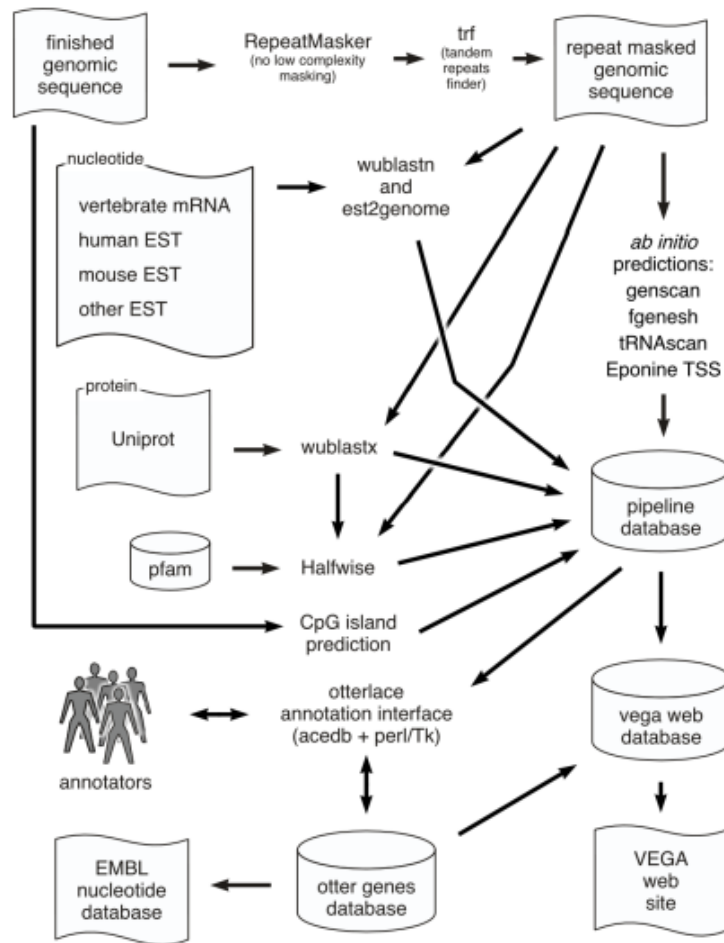 finished
genomic
sequence
RepeatMasker
(no low complexity
masking)
trf
(tandem
repeats
finder)
repeat masked
genomic
sequence
nucleotide
vertebrate mRNA
human EST
mouse EST
other EST
wublastn
and
est2genome
ab initio
predictions:
genscan
fgenesh
tRNAscan
Eponine TSS
protein
Uniprot
wublastx
pipeline
database
pfam
Halfwise
CpG island
prediction
annotators
otterlace
annotation interface
(acedb + perl/Tk)
vega web
database
EMBL
nucleotide
database
otter genes
database
VEGA
web
site